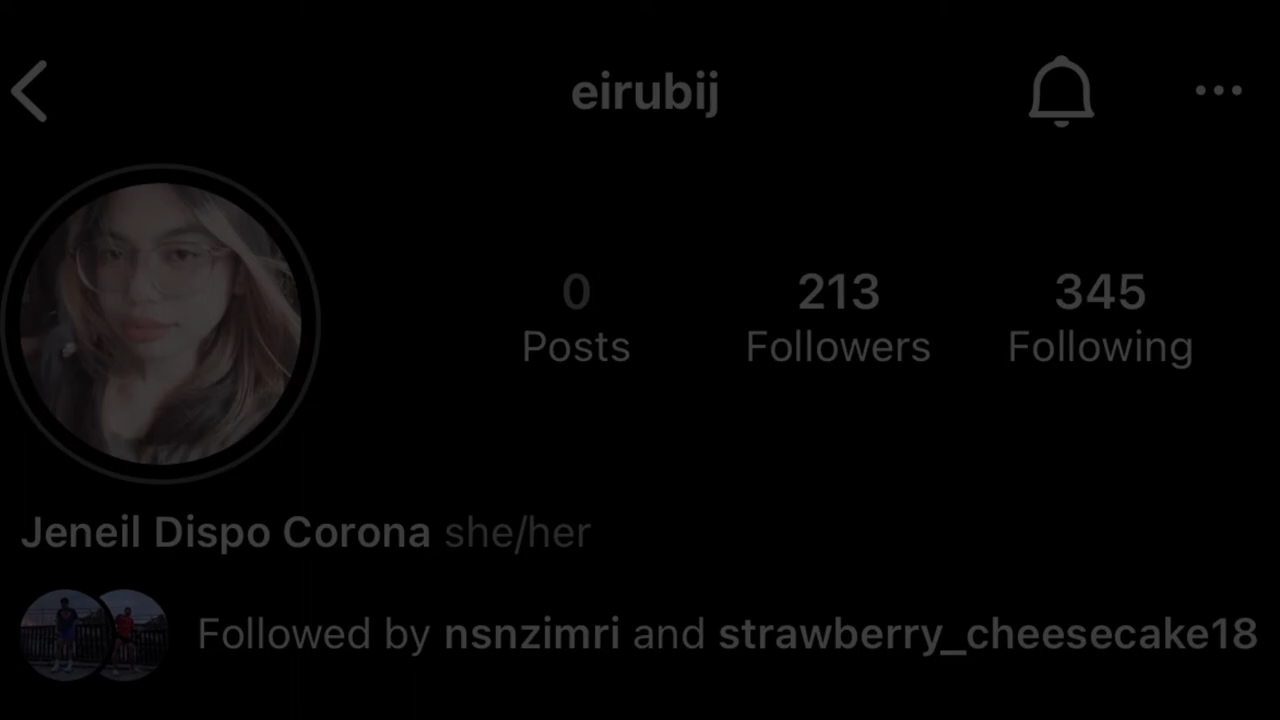 eirubij
0 213 345
Posts Followers Following
Jeneil Dispo Corona she/her
Followed by nsnzimri and strawberry_cheesecake18